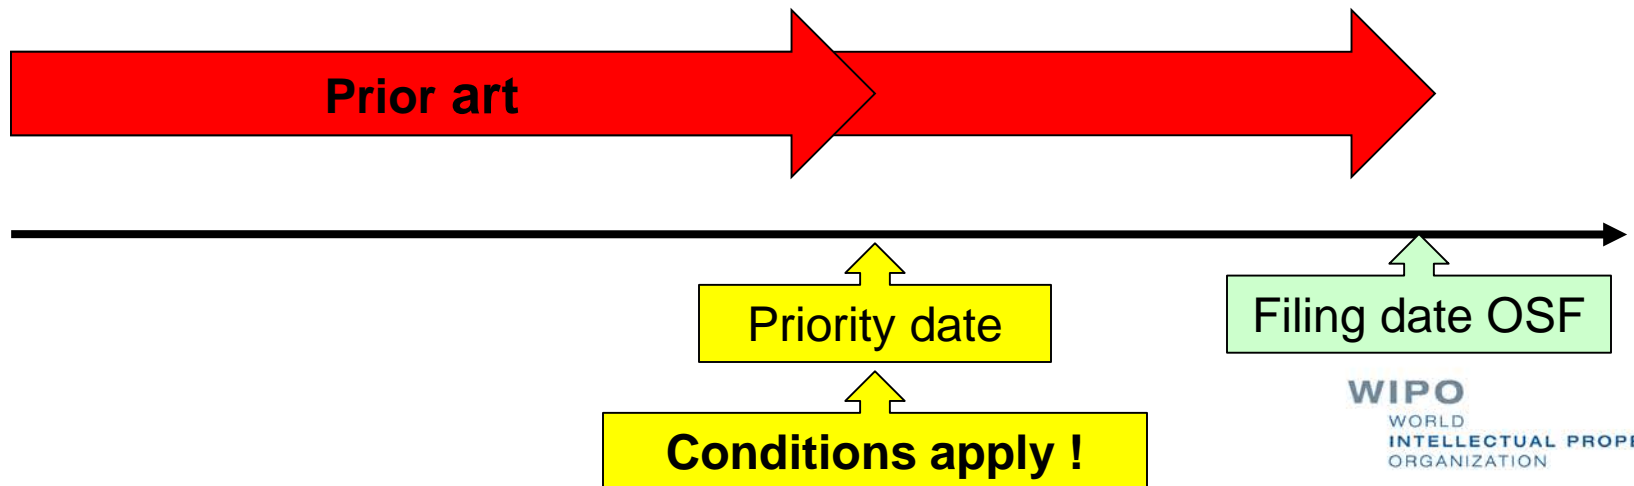 Prior art
Priority date
Filing date OSF
Conditions apply !
WIPO
WORLD
INTELLECTUAL
ORGANIZATION